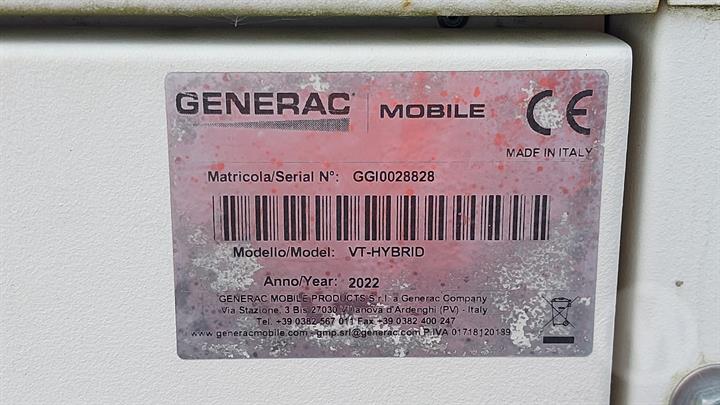 GENERAC MOBILE CE
MADE IN ITALY
Matricola/Serial N°: GGI0028828
Modello/Model: VT-HYBRID
Anno/Year: 2022
GENERAC MOBILE PRODUCTS S.r.l. a Generac Company
Via Stazione, 3 Bis 27030 Villanova d'Ardenghi (PV) - Italy
Tel. +39 0382 567 011 Fax +39 0382 400 247
www.generacmobile.com - gmp.srl@generac.com P.IVA 01718120189